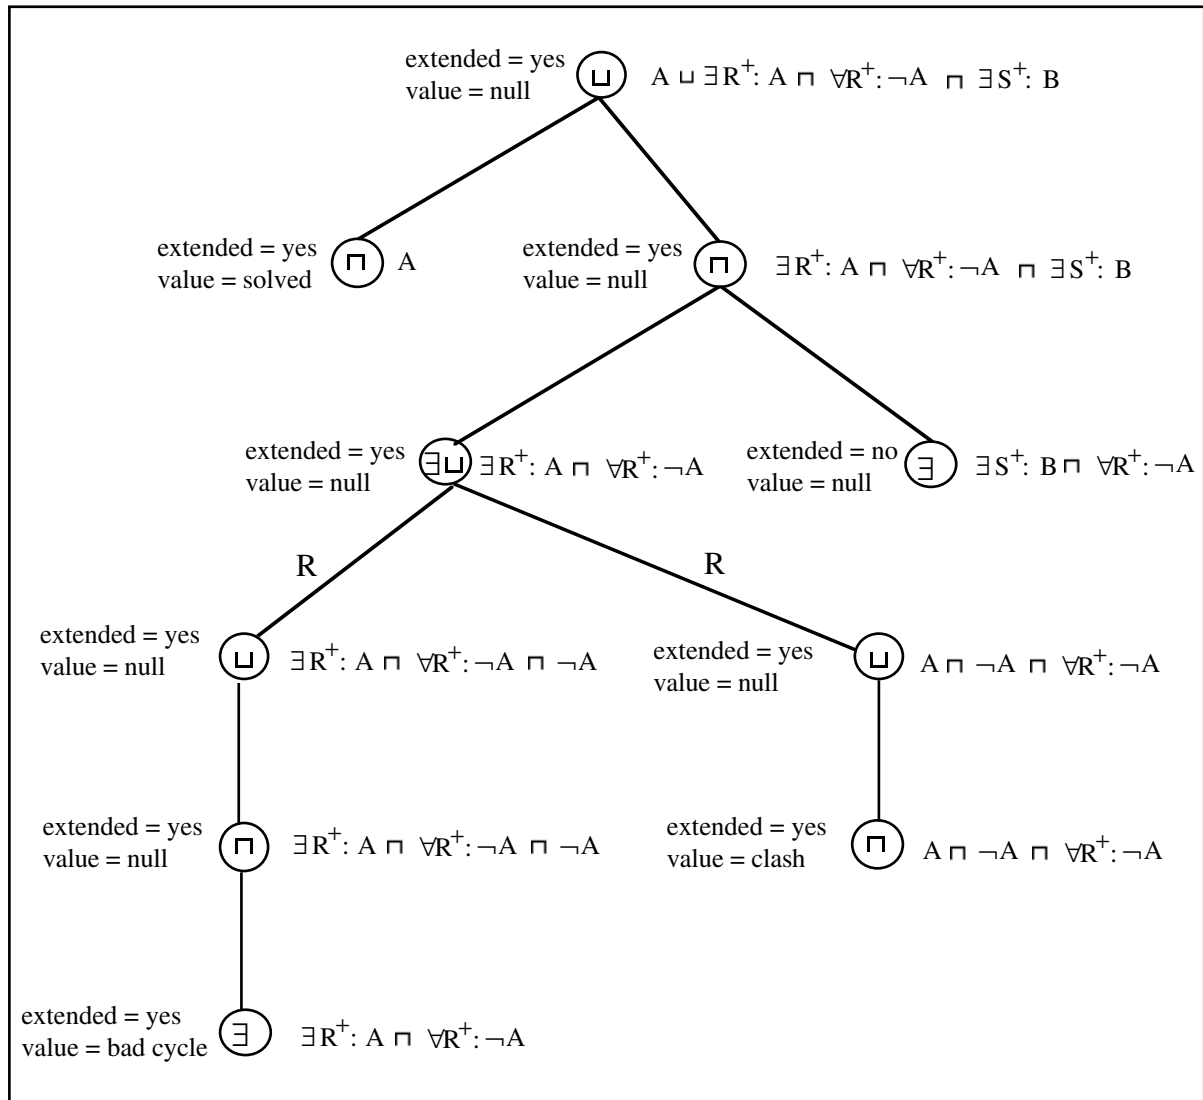 extended = yes
value = null
⊔
A ⊔ ∃R⁺: A ⊓ ∀R⁺: ¬A ⊓ ∃S⁺: B
extended = yes
value = solved
⊓
A
extended = yes
value = null
⊓
∃R⁺: A ⊓ ∀R⁺: ¬A ⊓ ∃S⁺: B
extended = yes
value = null
∃⊔
∃R⁺: A ⊓ ∀R⁺: ¬A
extended = no
value = null
∃
∃S⁺: B ⊓ ∀R⁺: ¬A
R
R
extended = yes
value = null
⊔
∃R⁺: A ⊓ ∀R⁺: ¬A ⊓ ¬A
extended = yes
value = null
⊔
A ⊓ ¬A ⊓ ∀R⁺: ¬A
extended = yes
value = null
⊓
∃R⁺: A ⊓ ∀R⁺: ¬A ⊓ ¬A
extended = yes
value = clash
⊓
A ⊓ ¬A ⊓ ∀R⁺: ¬A
extended = yes
value = bad cycle
∃
∃R⁺: A ⊓ ∀R⁺: ¬A